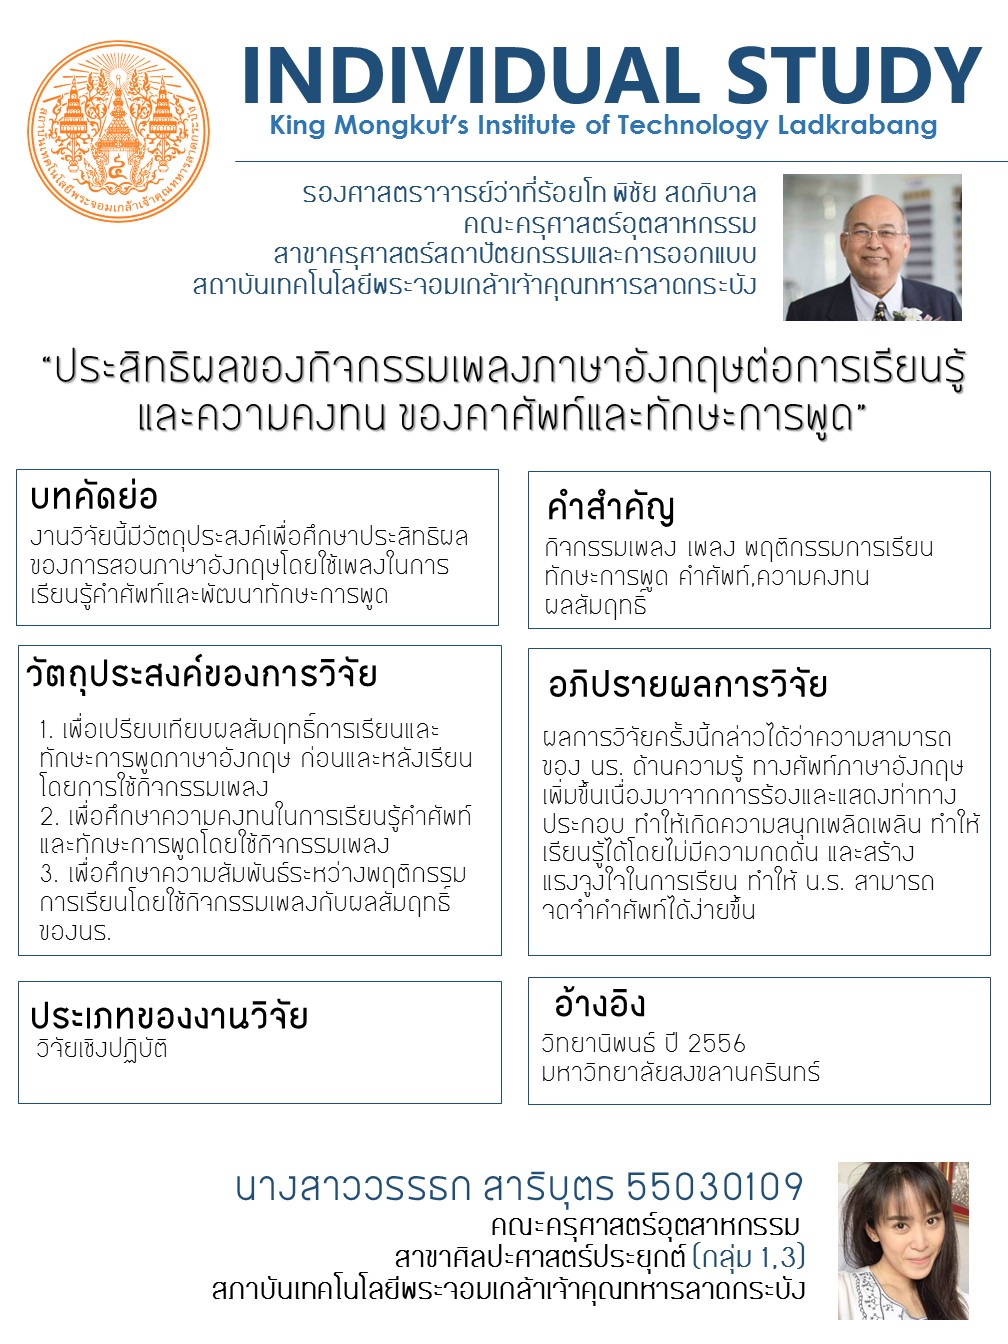 INDIVIDUAL STUDY
King Mongkut's Institute of Technology Ladkrabang
สถาบันเทคโนโลยีพระจอมเกล้าเจ้าคุณทหารลาดกระบัง
รองศาสตราจารย์ว่าที่ร้อยโท พิชัย สดภิบาล
คณะครุศาสตร์อุตสาหกรรม
สาขาครุศาสตร์สถาปัตยกรรมและการออกแบบ
สถาบันเทคโนโลยีพระจอมเกล้าเจ้าคุณทหารลาดกระบัง
“ประสิทธิผลของกิจกรรมเพลงภาษาอังกฤษต่อการเรียนรู้
และความคงทน ของคาศัพท์และทักษะการพูด”
บทคัดย่อ
งานวิจัยนี้มีวัตถุประสงค์เพื่อศึกษาประสิทธิผล
ของการสอนภาษาอังกฤษโดยใช้เพลงในการ
เรียนรู้คำศัพท์และพัฒนาทักษะการพูด
คำสำคัญ
กิจกรรมเพลง เพลง พฤติกรรมการเรียน
ทักษะการพูด คำศัพท์,ความคงทน
ผลสัมฤทธิ์
วัตถุประสงค์ของการวิจัย
1. เพื่อเปรียบเทียบผลสัมฤทธิ์การเรียนและ
ทักษะการพูดภาษาอังกฤษ ก่อนและหลังเรียน
โดยการใช้กิจกรรมเพลง
2. เพื่อศึกษาความคงทนในการเรียนรู้คำศัพท์
และทักษะการพูดโดยใช้กิจกรรมเพลง
3. เพื่อศึกษาความสัมพันธ์ระหว่างพฤติกรรม
การเรียนโดยใช้กิจกรรมเพลงกับผลสัมฤทธิ์
ของนร.
อภิปรายผลการวิจัย
ผลการวิจัยครั้งนี้กล่าวได้ว่าความสามารถ
ของ นร. ด้านความรู้ ทางศัพท์ภาษาอังกฤษ
เพิ่มขึ้นเนื่องมาจากการร้องและแสดงท่าทาง
ประกอบ ทำให้เกิดความสนุกเพลิดเพลิน ทำให้
เรียนรู้ได้โดยไม่มีความกดดัน และสร้าง
แรงจูงใจในการเรียน ทำให้ น.ร. สามารถ
จดจำคำศัพท์ได้ง่ายขึ้น
ประเภทของงานวิจัย
วิจัยเชิงปฏิบัติ
อ้างอิง
วิทยานิพนธ์ ปี 2556
มหาวิทยาลัยสงขลานครินทร์
นางสาววรรธก สาริบุตร 55030109
คณะครุศาสตร์อุตสาหกรรม
สาขาศิลปะศาสตร์ประยุกต์ (กลุ่ม 1,3)
สภาบันเทคโนโลยีพระจอมเกล้าเจ้าคุณทหารลาดกระบัง